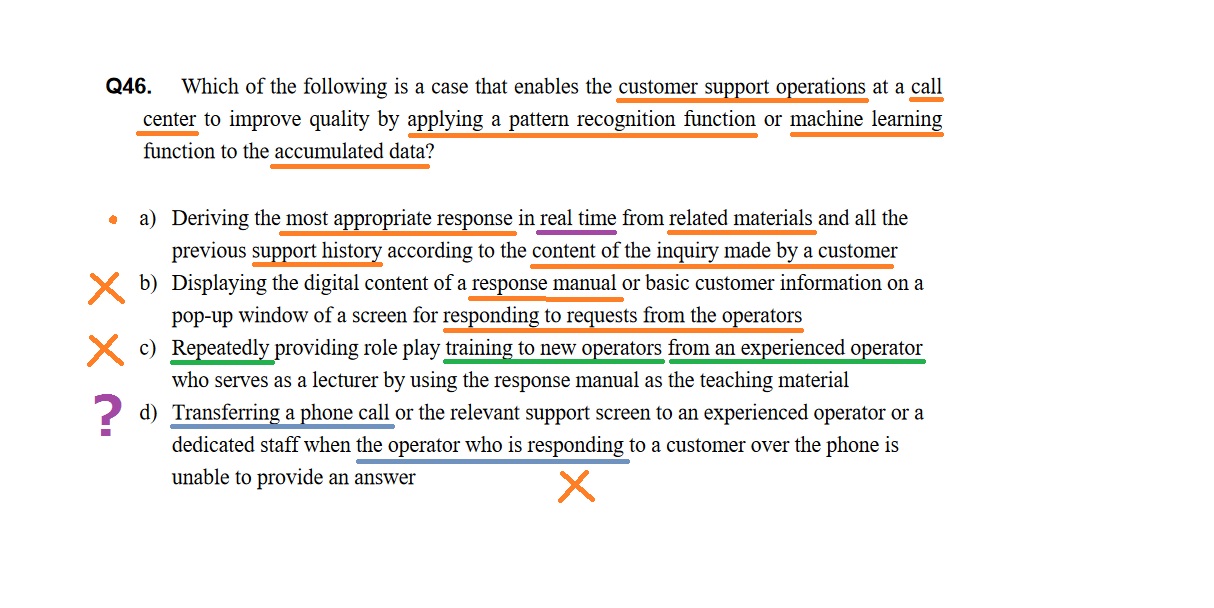 Q46. Which of the following is a case that enables the customer support operations at a call
center to improve quality by applying a pattern recognition function or machine learning
function to the accumulated data?
a) Deriving the most appropriate response in real time from related materials and all the
previous support history according to the content of the inquiry made by a customer
b) Displaying the digital content of a response manual or basic customer information on a
pop-up window of a screen for responding to requests from the operators
c) Repeatedly providing role play training to new operators from an experienced operator
who serves as a lecturer by using the response manual as the teaching material
? d) Transferring a phone call or the relevant support screen to an experienced operator or a
dedicated staff when the operator who is responding to a customer over the phone is
unable to provide an answer